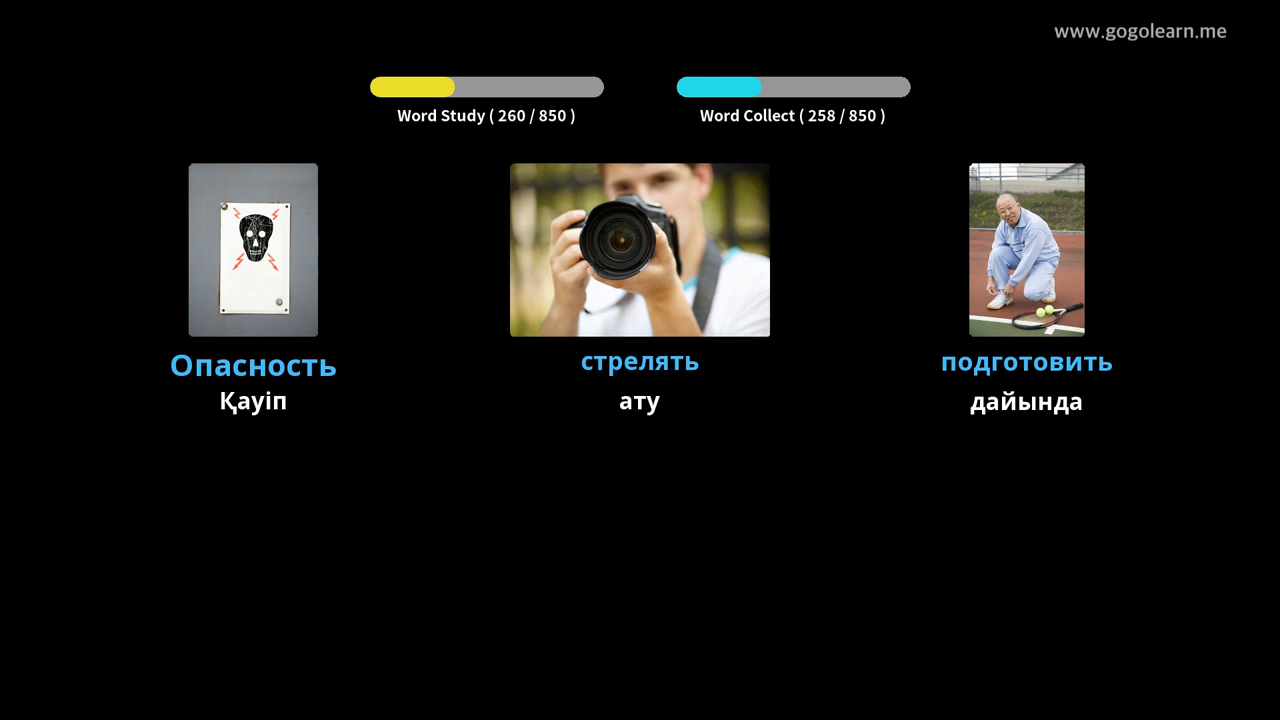 www.gogolearn.me
Word Study ( 260 / 850 )
Word Collect ( 258 / 850 )
Опасность
стрелять
подготовить
Қауіп
ату
дайында